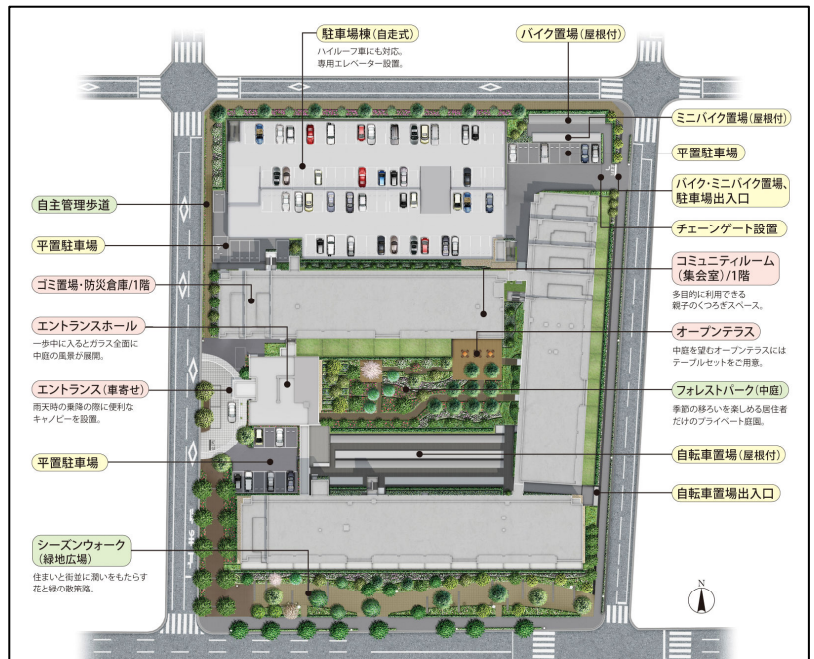 駐車場棟(自走式)
ハイルーフ車にも対応。
専用エレベーター設置。
バイク置場(屋根付)
ミニバイク置場(屋根付)
平置駐車場
バイク・ミニバイク置場、
駐車場出入口
チェーンゲート設置
コミュニティルーム
(集会室)/1階
多目的に利用できる
親子のくつろぎスペース。
オープンテラス
中庭を望むオープンテラスには
テーブルセットをご用意。
フォレストパーク(中庭)
季節の移ろいを楽しめる居住者
だけのプライベート庭園。
自転車置場(屋根付)
自転車置場出入口
自主管理歩道
平置駐車場
ゴミ置場・防災倉庫/1階
エントランスホール
一歩中に入るとガラス全面に
中庭の風景が展開。
エントランス(車寄せ)
雨天時の乗降の際に便利な
キャノピーを設置。
平置駐車場
シーズンウォーク
(緑地広場)
住まいと街並に潤いをもたらす
花と緑の散策路。
N